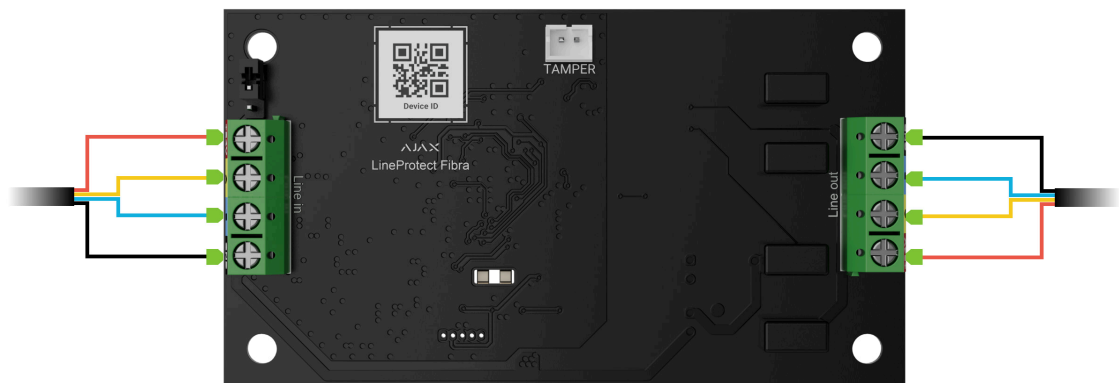 TAMPER
Device ID
AJAX
LineProtect Fibra
Line in
Line out